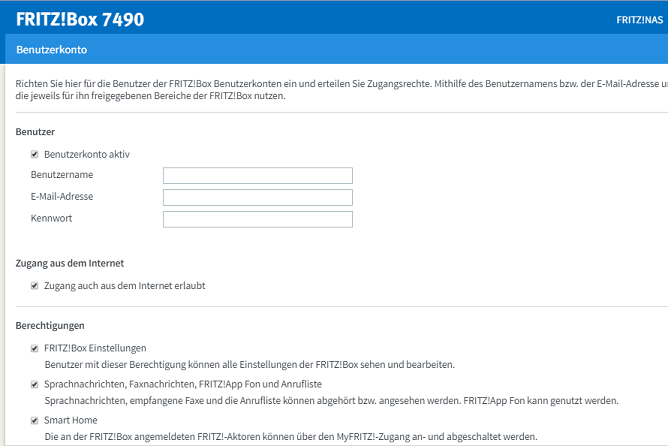 FRITZ!Box 7490
FRITZ!NAS
Benutzerkonto
Richten Sie hier für die Benutzer der FRITZ!Box Benutzerkonten ein und erteilen Sie Zugangsrechte. Mithilfe des Benutzernamens bzw. der E-Mail-Adresse
die jeweils für ihn freigegebenen Bereiche der FRITZ!Box nutzen.
Benutzer
Benutzerkonto aktiv
Benutzername
E-Mail-Adresse
Kennwort
Zugang aus dem Internet
Zugang auch aus dem Internet erlaubt
Berechtigungen
FRITZ!Box Einstellungen
Benutzer mit dieser Berechtigung können alle Einstellungen der FRITZ!Box sehen und bearbeiten.
Sprachnachrichten, Faxnachrichten, FRITZ!App Fon und Anrufliste
Sprachnachrichten, empfangene Faxe und die Anrufliste können abgehört bzw. angesehen werden. FRITZ!App Fon kann genutzt werden.
Smart Home
Die an der FRITZ!Box angemeldeten FRITZ!-Aktoren können über den MyFRITZ!-Zugang an- und abgeschaltet werden.